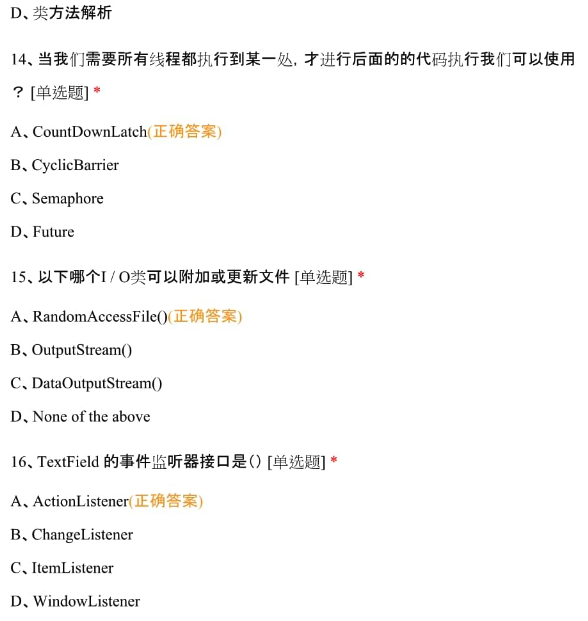 D、类方法解析
14、当我们需要所有线程都执行到某一处, 才进行后面的的代码执行我们可以使用
？ [单选题] *
A、CountDownLatch(正确答案)
B、CyclicBarrier
C、Semaphore
D、Future
15、以下哪个I / O类可以附加或更新文件 [单选题] *
A、RandomAccessFile()(正确答案)
B、OutputStream()
C、DataOutputStream()
D、None of the above
16、TextField 的事件监听器接口是() [单选题] *
A、ActionListener(正确答案)
B、ChangeListener
C、ItemListener
D、WindowListener